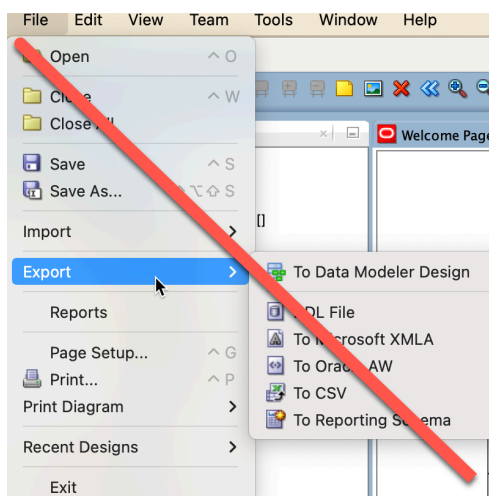 File Edit View Team Tools Window Help
Open ^ O
Close ^ W
Close All
Welcome Page
Save ^ S
Save As... ⌥⇧ S
[]
Import
Export
To Data Modeler Design
Reports
DDL File
To Microsoft XMLA
Page Setup... ^ G
To Oracle AW
Print... ^ P
To CSV
Print Diagram
To Reporting Schema
Recent Designs
Exit